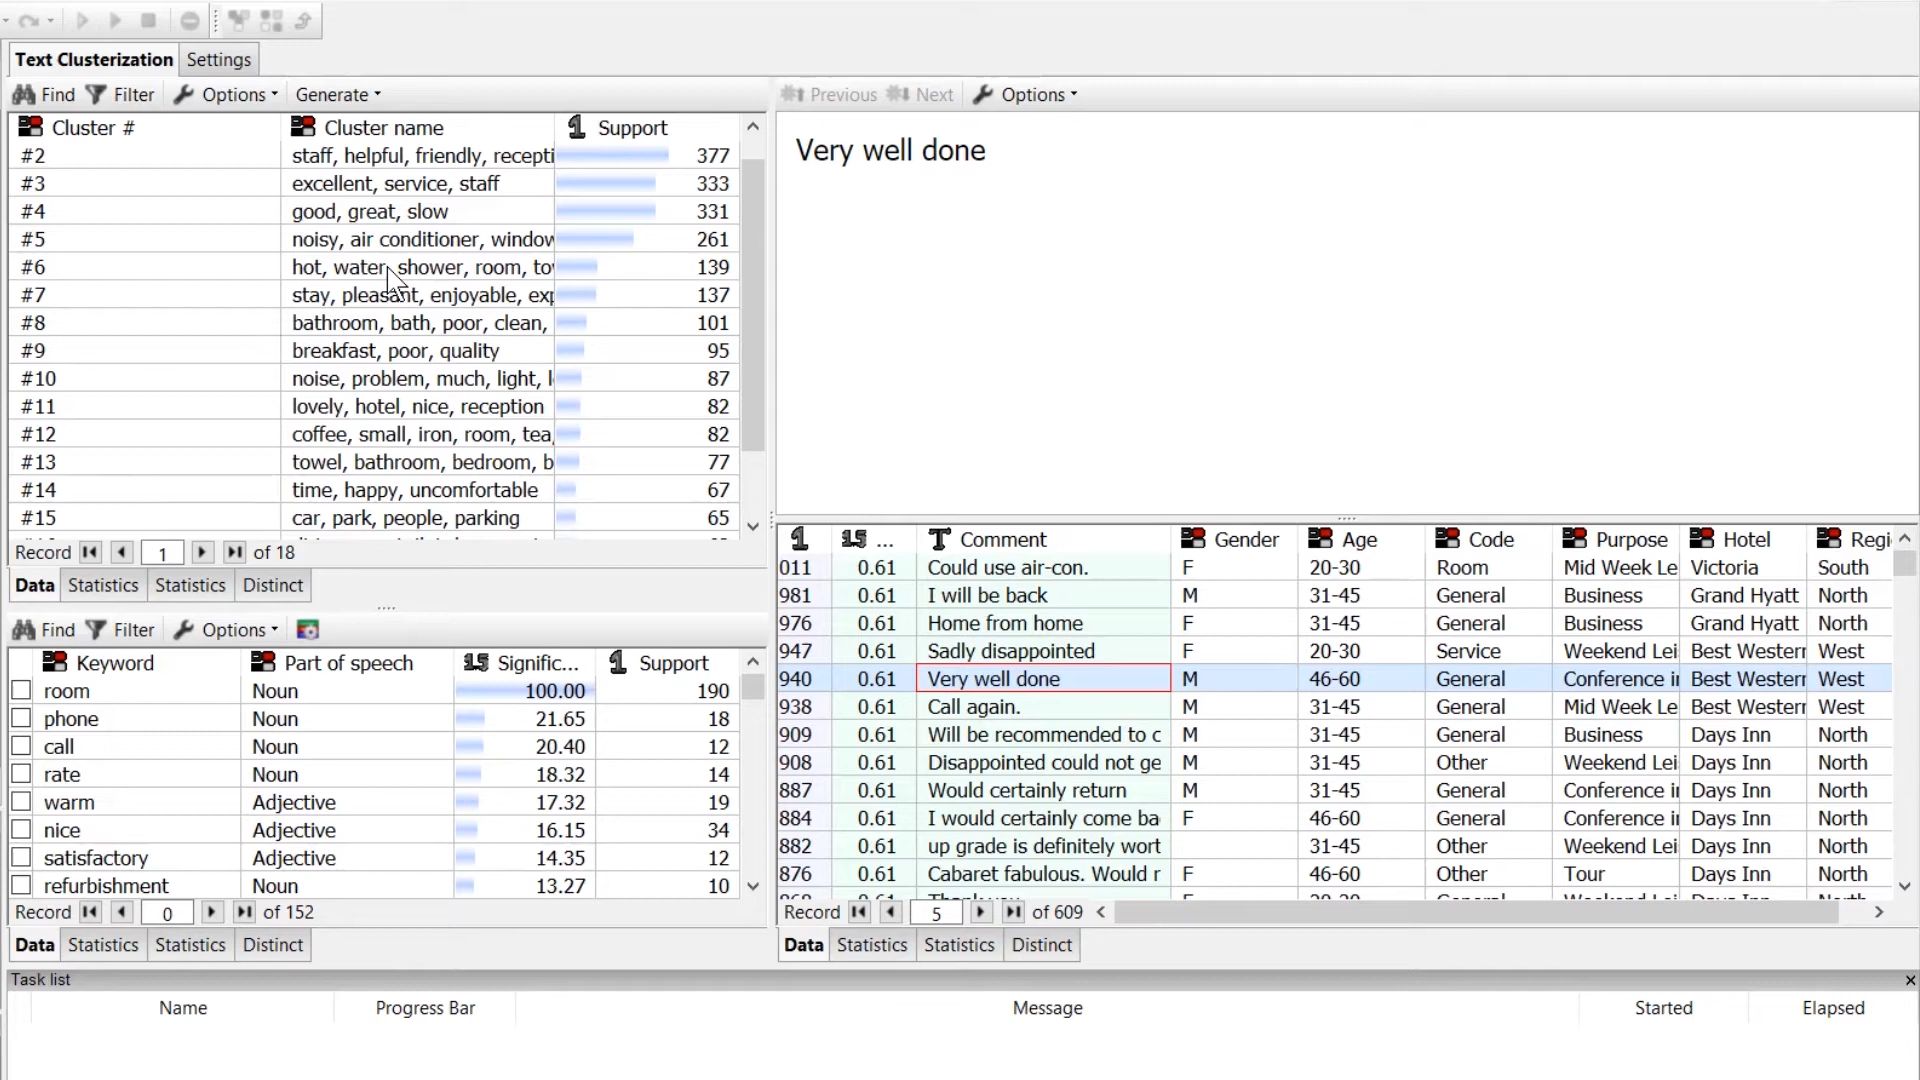 Text Clusterization Settings
Find Filter Options Generate
Previous Next Options
Cluster # Cluster name Support
#2 staff, helpful, friendly, recepti 377
#3 excellent, service, staff 333
#4 good, great, slow 331
#5 noisy, air conditioner, window 261
#6 hot, water, shower, room, to 139
#7 stay, pleasant, enjoyable, exp 137
#8 bathroom, bath, poor, clean, 101
#9 breakfast, poor, quality 95
#10 noise, problem, much, light, l 87
#11 lovely, hotel, nice, reception 82
#12 coffee, small, iron, room, tea, 82
#13 towel, bathroom, bedroom, b 77
#14 time, happy, uncomfortable 67
#15 car, park, people, parking 65
Record 1 of 18
Data Statistics Statistics Distinct
Find Filter Options
Keyword Part of speech Signific... Support
room Noun 100.00 190
phone Noun 21.65 18
call Noun 20.40 12
rate Noun 18.32 14
warm Adjective 17.32 19
nice Adjective 16.15 34
satisfactory Adjective 14.35 12
refurbishment Noun 13.27 10
Record 0 of 152
Data Statistics Statistics Distinct
Very well done
... Comment Gender Age Code Purpose Hotel Regi
011 0.61 Could use air-con. F 20-30 Room Mid Week Le Victoria South
981 0.61 I will be back M 31-45 General Business Grand Hyatt North
976 0.61 Home from home F 31-45 General Business Grand Hyatt North
947 0.61 Sadly disappointed F 20-30 Service Weekend Lei Best Western West
940 0.61 Very well done M 46-60 General Conference i Best Western West
938 0.61 Call again. M 31-45 General Mid Week Le Best Western West
909 0.61 Will be recommended to c M 31-45 General Business Days Inn North
908 0.61 Disappointed could not ge M 31-45 Other Weekend Lei Days Inn North
887 0.61 Would certainly return M 31-45 General Conference i Days Inn North
884 0.61 I would certainly come ba F 46-60 General Conference i Days Inn North
882 0.61 up grade is definitely wort 31-45 Other Weekend Lei Days Inn North
876 0.61 Cabaret fabulous. Would r F 46-60 Other Tour Days Inn North
Record 5 of 609
Data Statistics Statistics Distinct
Task list
Name Progress Bar Message Started Elapsed